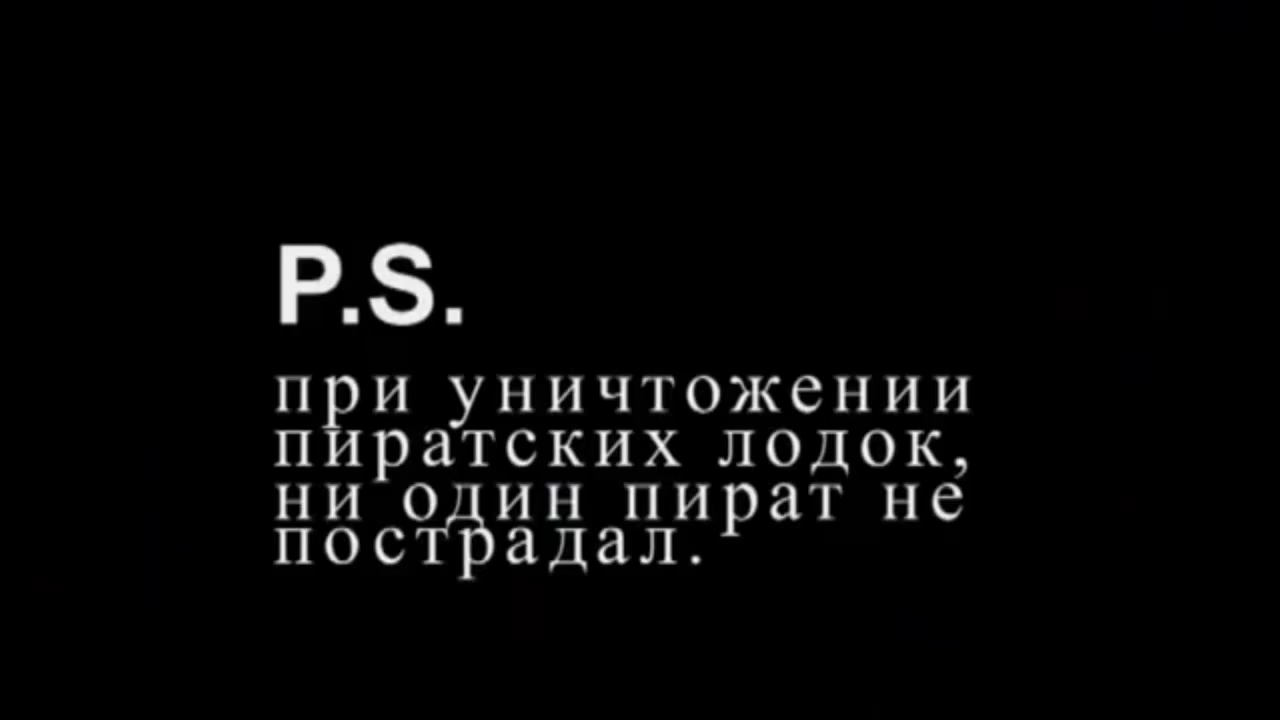 P.S.
при уничтожении
пиратских лодок,
ни один пират не
пострадал.